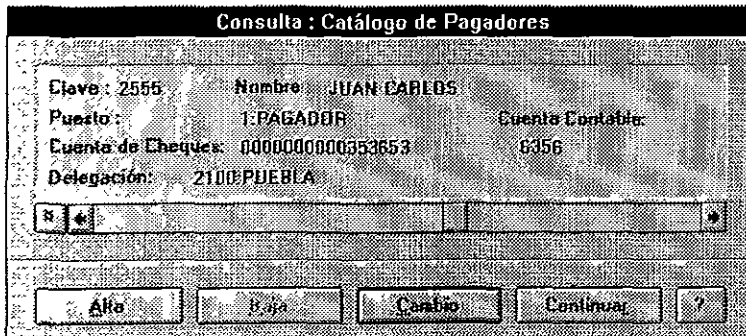 Consulta : Catálogo de Pagadores
Clave : 2555 Nombre: JUAN CARLOS
Puesto : 1 PAGADOR Cuenta Contable:
Cuenta de Cheques: 0000000000353653 6356
Delegación: 2100 PUEBLA
Alta Baja Cambio Continuar ?